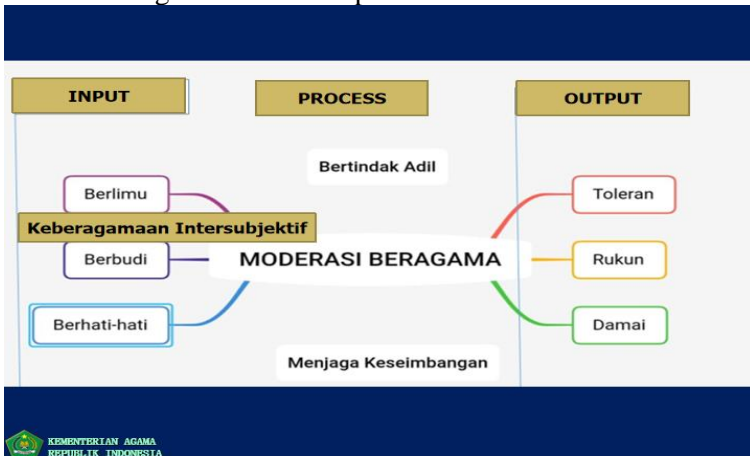 INPUT
PROCESS
OUTPUT
Bertindak Adil
Berlimu
Toleran
Keberagamaan Intersubjektif
Berbudi
MODERASI BERAGAMA
Rukun
Berhati-hati
Damai
Menjaga Keseimbangan
KEMENTERIAN AGAMA
REPUBLIK INDONESIA